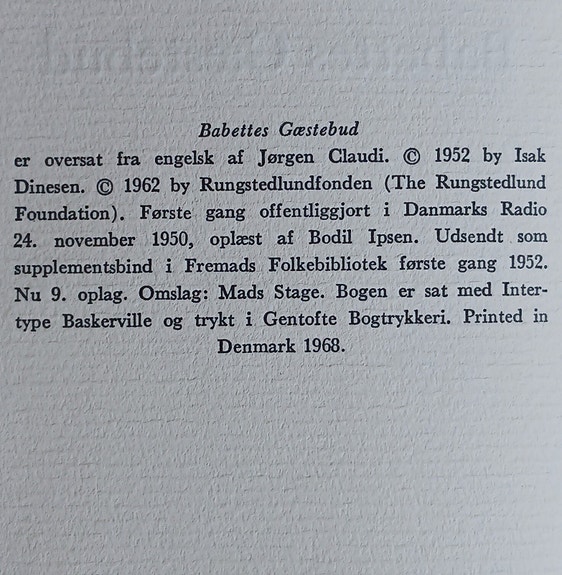 Babettes Gæstebud
er oversat fra engelsk af Jørgen Claudi. © 1952 by Isak
Dinesen. © 1962 by Rungstedlundfonden (The Rungstedlund
Foundation). Første gang offentliggjort i Danmarks Radio
24. november 1950, oplæst af Bodil Ipsen. Udsendt som
supplementsbind i Fremads Folkebibliotek første gang 1952.
Nu 9. oplag. Omslag: Mads Stage. Bogen er sat med Inter-
type Baskerville og trykt i Gentofte Bogtrykkeri. Printed in
Denmark 1968.